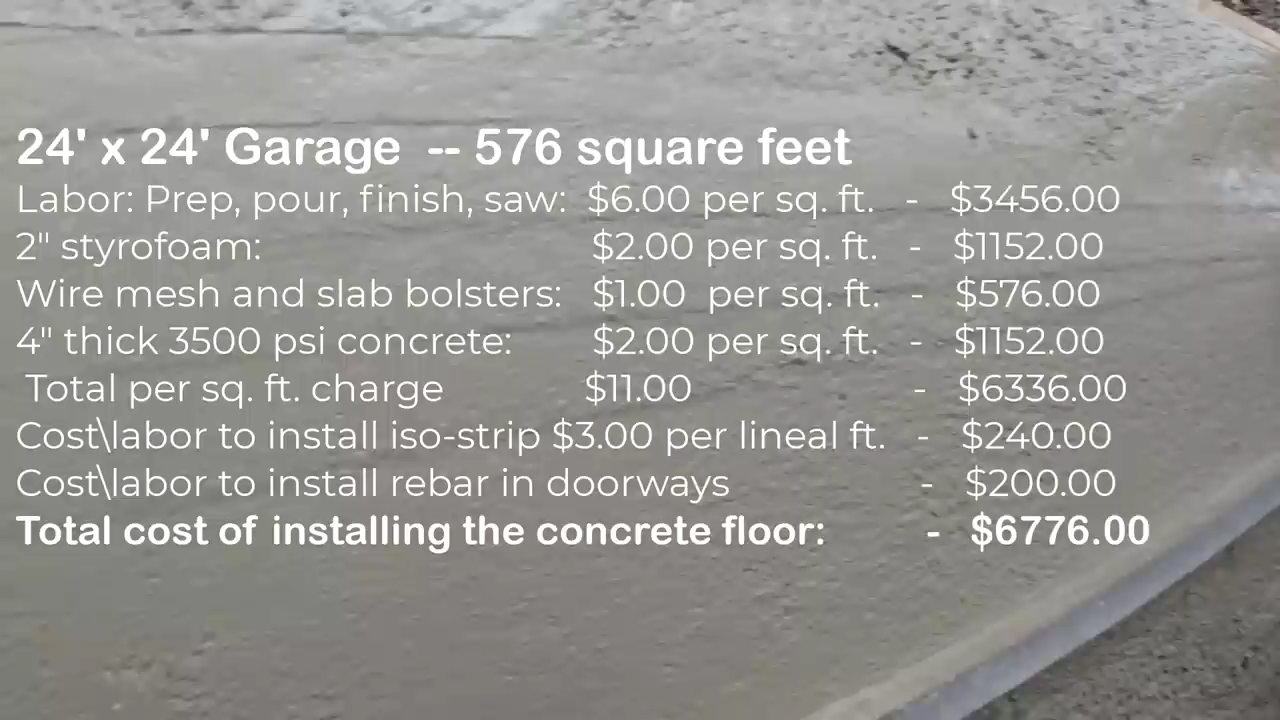 24' x 24' Garage -- 576 square feet
Labor: Prep, pour, finish, saw: $6.00 per sq. ft. - $3456.00
2" styrofoam: $2.00 per sq. ft. - $1152.00
Wire mesh and slab bolsters: $1.00 per sq. ft. - $576.00
4" thick 3500 psi concrete: $2.00 per sq. ft. - $1152.00
Total per sq. ft. charge $11.00 - $6336.00
Cost\labor to install iso-strip $3.00 per lineal ft. - $240.00
Cost\labor to install rebar in doorways - $200.00
Total cost of installing the concrete floor: - $6776.00